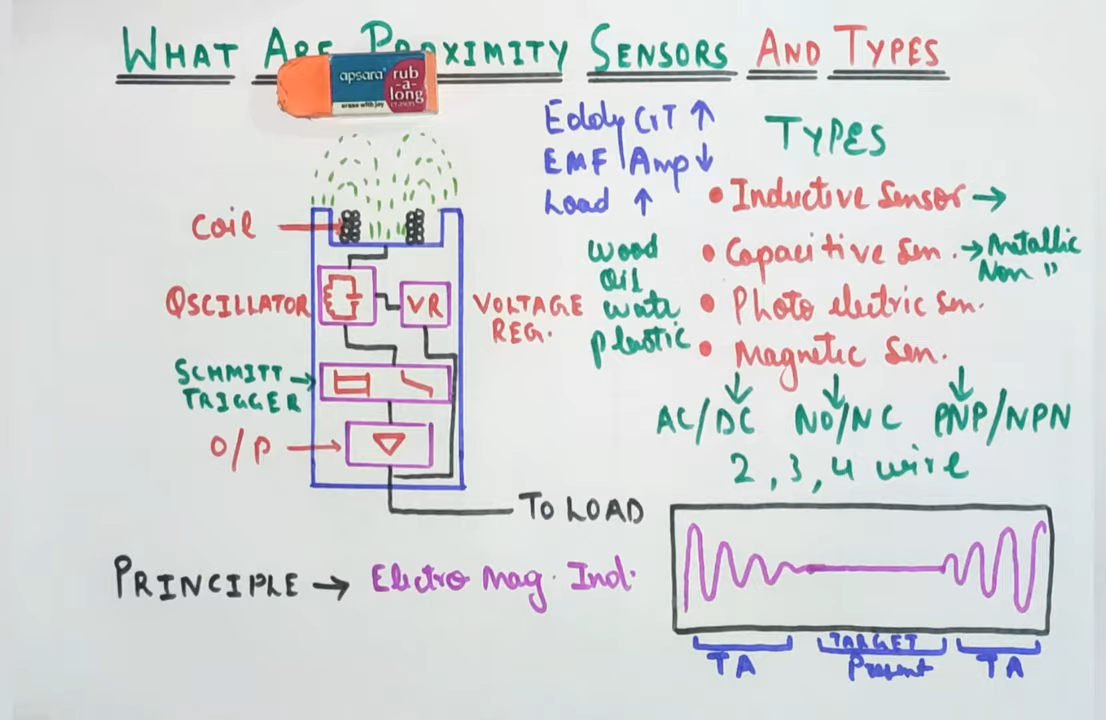 WHAT ARE PROXIMITY SENSORS AND TYPES
apsara
rub
-a-
long
erase with joy
Eddy CrT ↑
EMF / Amp ↓
Load ↑
TYPES
• Inductive Sensor →
• Capacitive Sen. → Metallic
Non "
• Photo electric Sen.
• Magnetic Sen.
wood
Oil
wate
plastic
AC/DC NO/NC PNP/NPN
2, 3, 4 wire
Coil
OSCILLATOR
VR
VOLTAGE
REG.
SCHMITT
TRIGGER
O/P
TO LOAD
PRINCIPLE → Electro Mag. Ind.
TA
TARGET
Present
TA